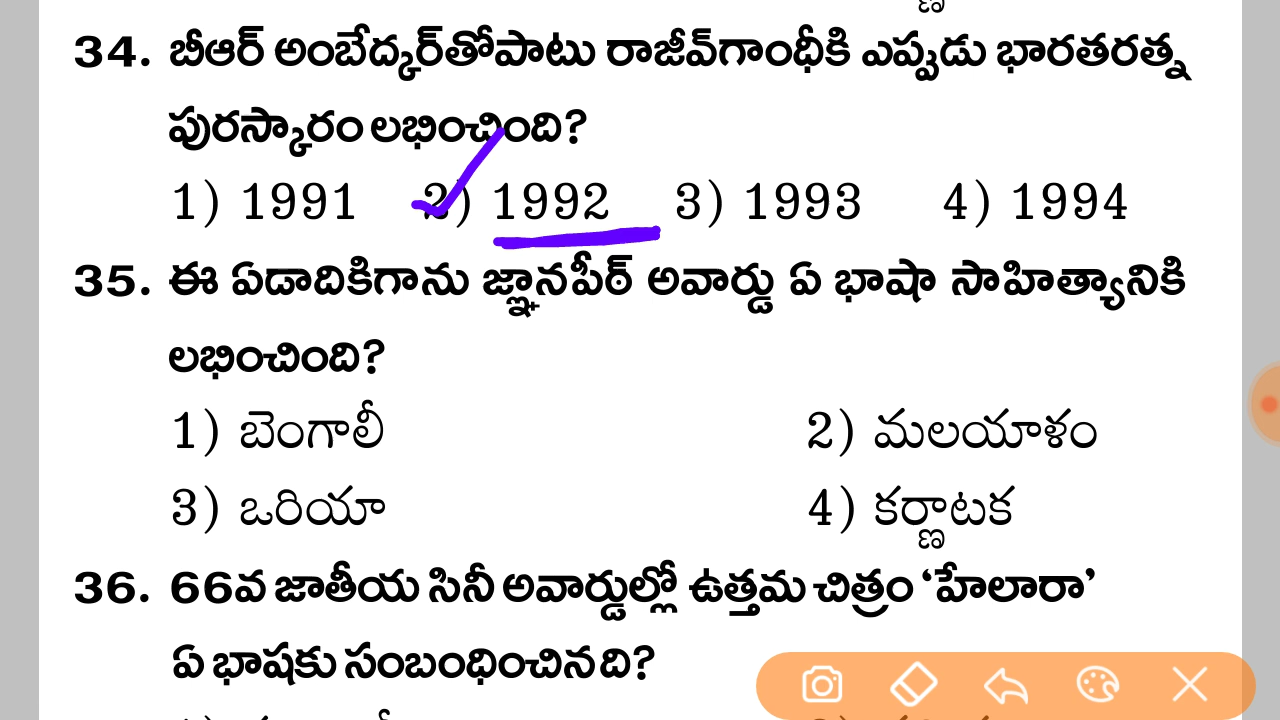 34. బీఆర్ అంబేద్కర్‌తోపాటు రాజీవ్‌గాంధీకి ఎప్పుడు భారతరత్న
పురస్కారం లభించింది?
1) 1991 2) 1992 3) 1993 4) 1994
35. ఈ ఏడాదికిగాను జ్ఞానపీఠ్ అవార్డు ఏ భాషా సాహిత్యానికి
లభించింది?
1) బెంగాలీ 2) మలయాళం
3) ఒరియా 4) కర్ణాటక
36. 66వ జాతీయ సినీ అవార్డుల్లో ఉత్తమ చిత్రం ‘హేలారా’
ఏ భాషకు సంబంధించినది?